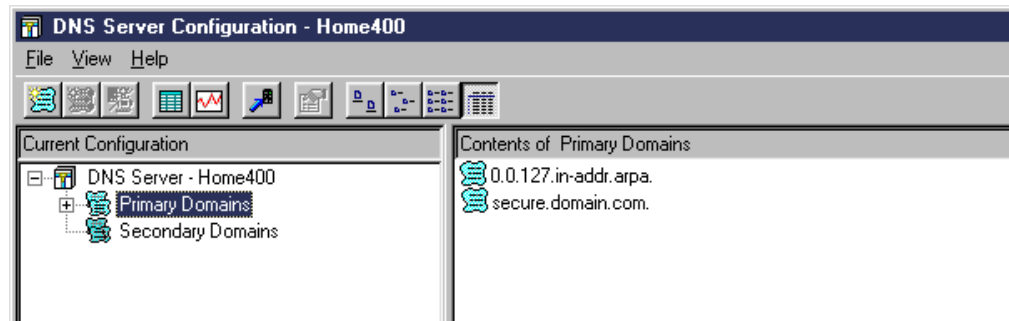 DNS Server Configuration - Home400
File View Help
Current Configuration
DNS Server - Home400
Primary Domains
Secondary Domains
Contents of Primary Domains
0.0.127.in-addr.arpa.
secure.domain.com.